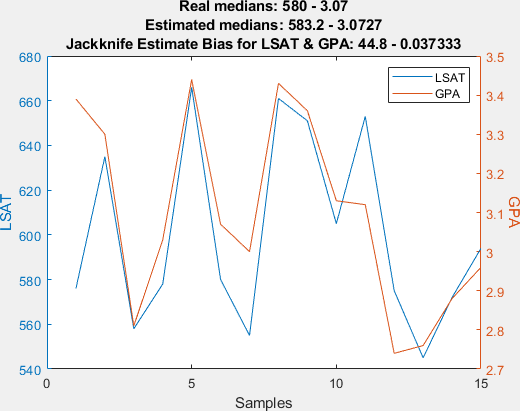 Real medians: 580 - 3.07
Estimated medians: 583.2 - 3.0727
Jackknife Estimate Bias for LSAT & GPA: 44.8 - 0.037333
680
660
640
620
600
580
560
540
LSAT
LSAT
GPA
3.5
3.4
3.3
3.2
3.1
3
2.9
2.8
2.7
GPA
0
5
10
15
Samples